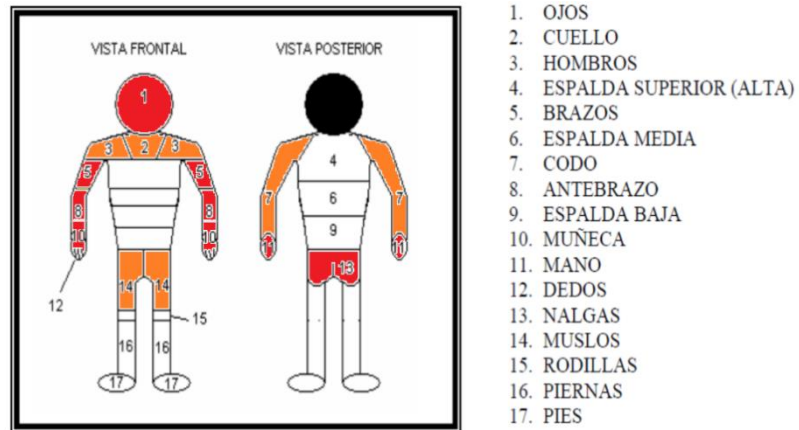 VISTA FRONTAL
VISTA POSTERIOR
1
3 2 3
5 5
8 8
10 10
12
14 14
15
16 16
17 17
4
7 6 7
9
11 11
13
1. OJOS
2. CUELLO
3. HOMBROS
4. ESPALDA SUPERIOR (ALTA)
5. BRAZOS
6. ESPALDA MEDIA
7. CODO
8. ANTEBRAZO
9. ESPALDA BAJA
10. MUÑECA
11. MANO
12. DEDOS
13. NALGAS
14. MUSLOS
15. RODILLAS
16. PIERNAS
17. PIES